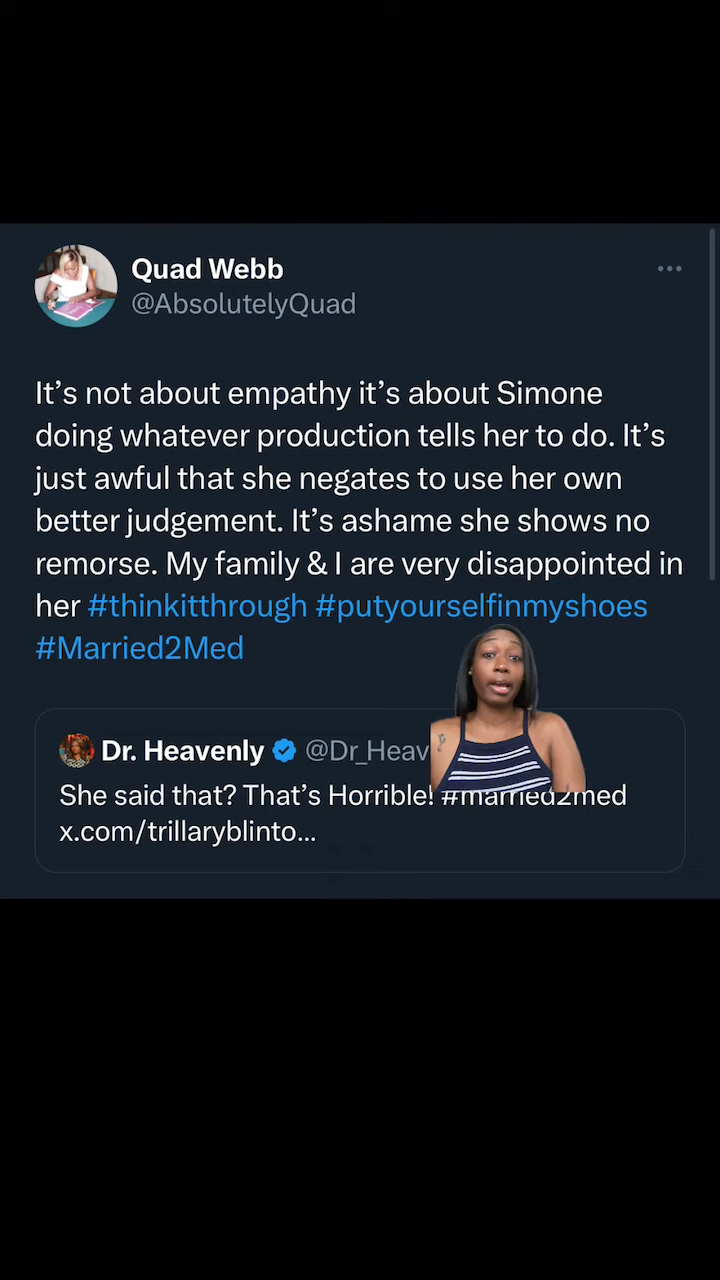 Quad Webb
@AbsolutelyQuad
It’s not about empathy it’s about Simone
doing whatever production tells her to do. It’s
just awful that she negates to use her own
better judgement. It’s ashame she shows no
remorse. My family & I are very disappointed in
her #thinkitthrough #putyourselfinmyshoes
#Married2Med
Dr. Heavenly @Dr_Heav
She said that? That’s Horrible! #married2med
x.com/trillaryblinto...